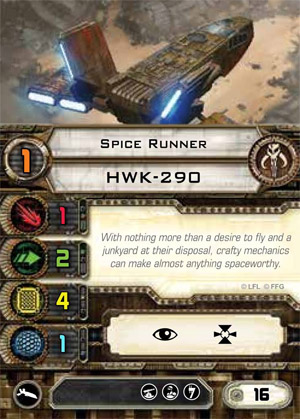 SPICE RUNNER
1
HWK-290
1
2
With nothing more than a desire to fly and a
junkyard at their disposal, crafty mechanics
can make almost anything spaceworthy.
© LFL © FFG
4
1
16